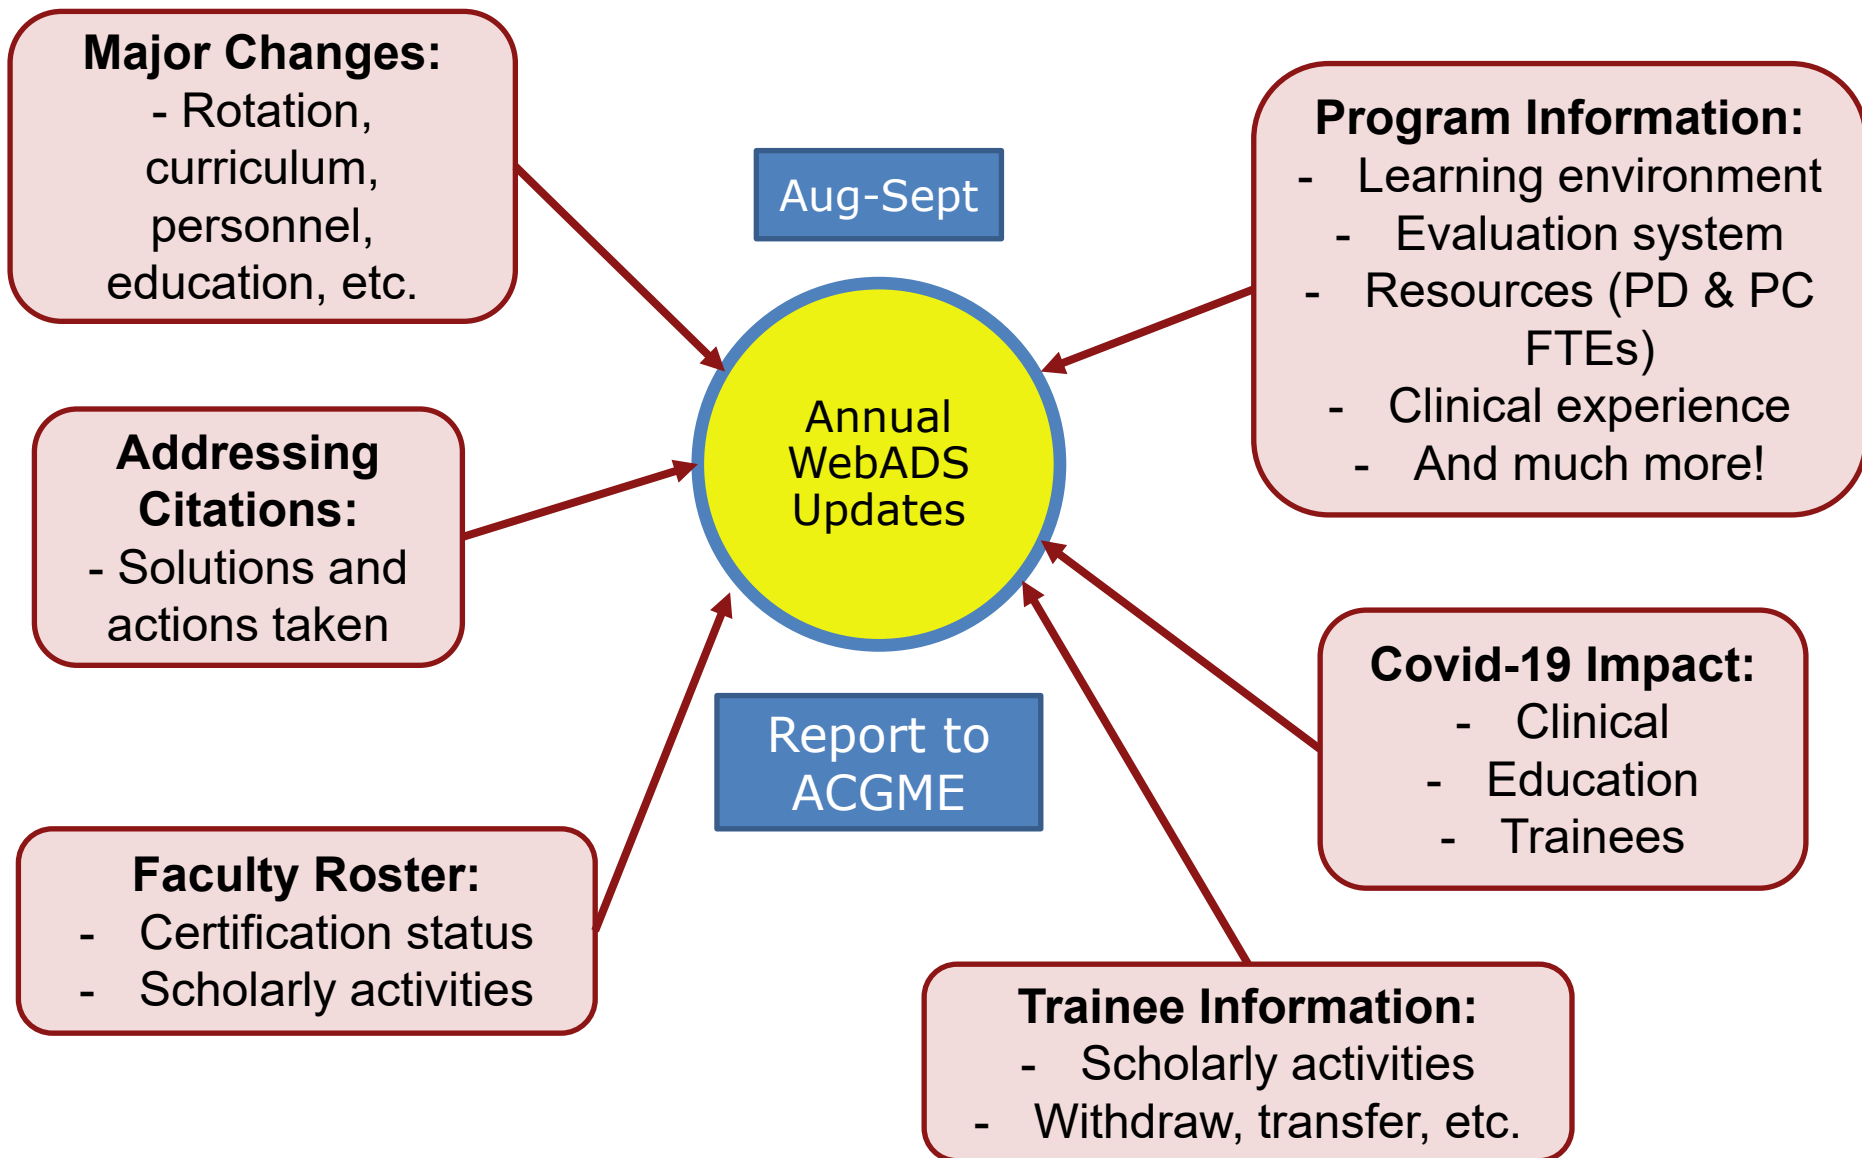 Major Changes:
- Rotation,
curriculum,
personnel,
education, etc.
Aug-Sept
Program Information:
- Learning environment
- Evaluation system
- Resources (PD & PC
FTEs)
- Clinical experience
- And much more!
Annual
WebADS
Updates
Addressing
Citations:
- Solutions and
actions taken
Report to
ACGME
Covid-19 Impact:
- Clinical
- Education
- Trainees
Faculty Roster:
- Certification status
- Scholarly activities
Trainee Information:
- Scholarly activities
- Withdraw, transfer, etc.